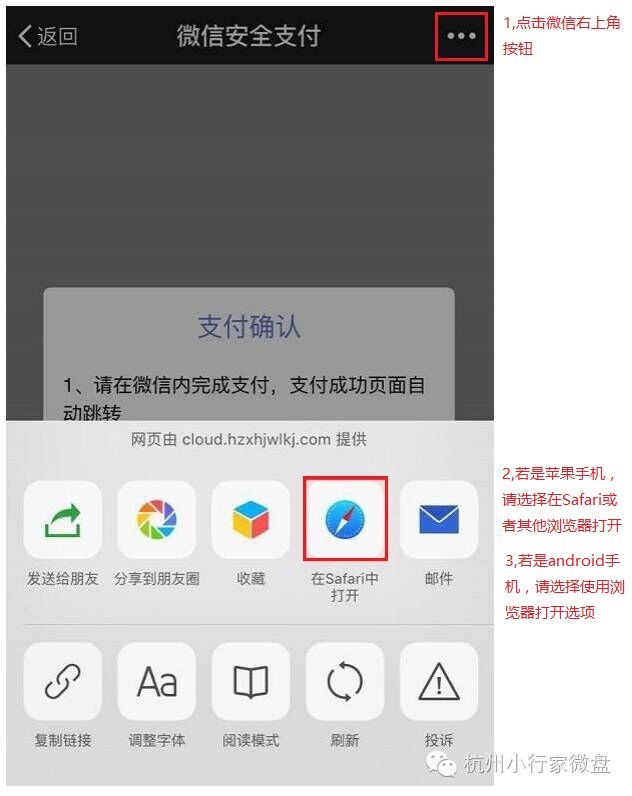 返回
微信安全支付
1,点击微信右上角
按钮
支付确认
1、请在微信内完成支付，支付成功页面自
动跳转
网页由 cloud.hzxhjwlkj.com 提供
发送给朋友
分享到朋友圈
收藏
在Safari中
打开
邮件
2,若是苹果手机，
请选择在Safari或
者其他浏览器打开
3,若是android手
机，请选择使用浏
览器打开选项
Aa
复制链接
调整字体
阅读模式
刷新
投诉
杭州小行家微盘